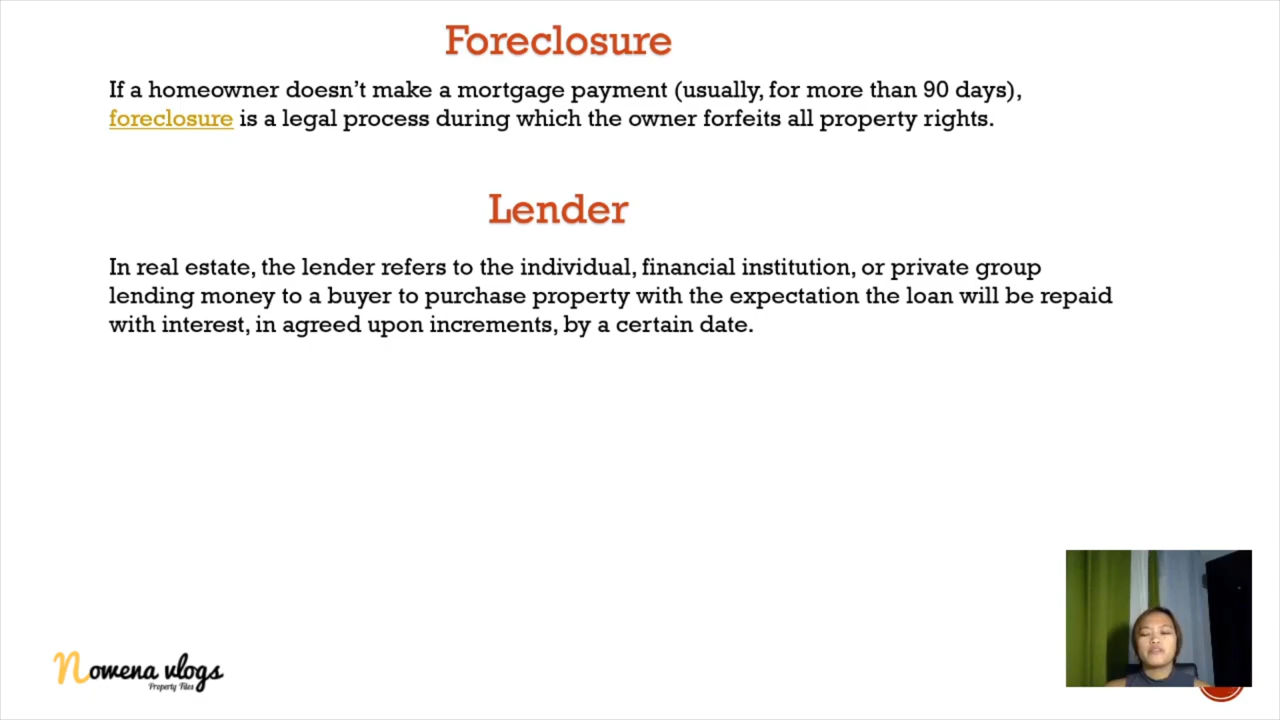 Foreclosure
If a homeowner doesn't make a mortgage payment (usually, for more than 90 days),
foreclosure is a legal process during which the owner forfeits all property rights.
Lender
In real estate, the lender refers to the individual, financial institution, or private group
lending money to a buyer to purchase property with the expectation the loan will be repaid
with interest, in agreed upon increments, by a certain date.
Nowena vlogs
Property Files